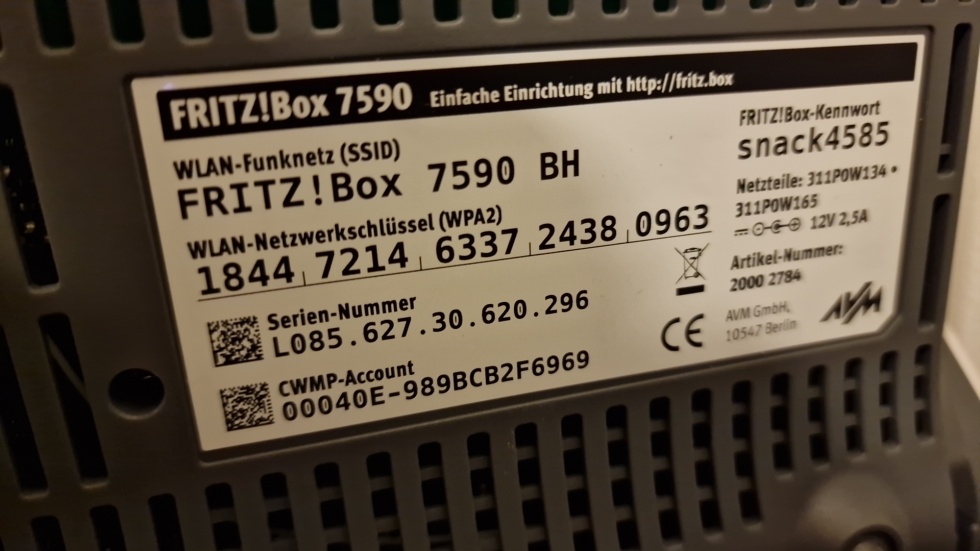 FRITZ!Box 7590 Einfache Einrichtung mit http://fritz.box
WLAN-Funknetz (SSID)
FRITZ!Box 7590 BH
WLAN-Netzwerkschlüssel (WPA2)
1844 7214 6337 2438 0963
Serien-Nummer
L085.627.30.620.296
CWMP-Account
00040E-989BCB2F6969
FRITZ!Box-Kennwort
snack4585
Netzteile: 311P0W134 •
311P0W165
12V 2,5A
Artikel-Nummer:
2000 2784
CE
AVM GmbH,
10547 Berlin
AVM